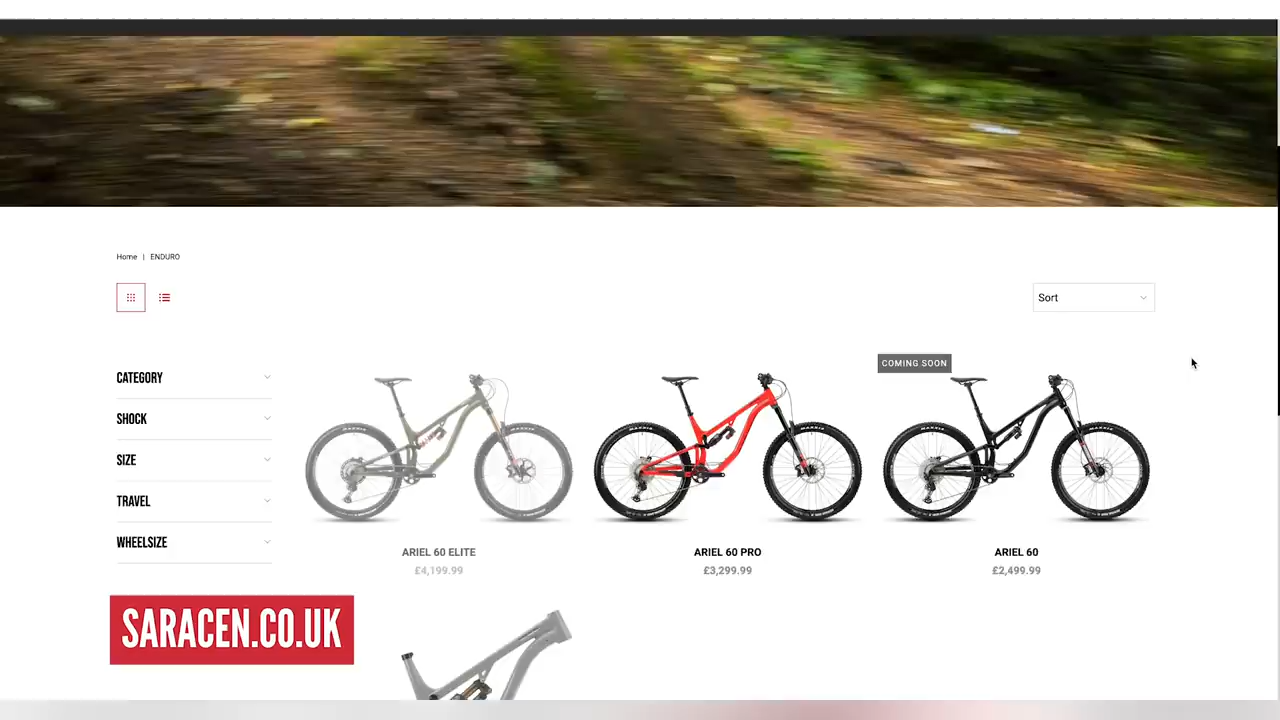 Home | ENDURO
Sort
COMING SOON
CATEGORY
SHOCK
SIZE
TRAVEL
WHEELSIZE
ARIEL 60 ELITE
£4,199.99
ARIEL 60 PRO
£3,299.99
ARIEL 60
£2,499.99
SARACEN.CO.UK